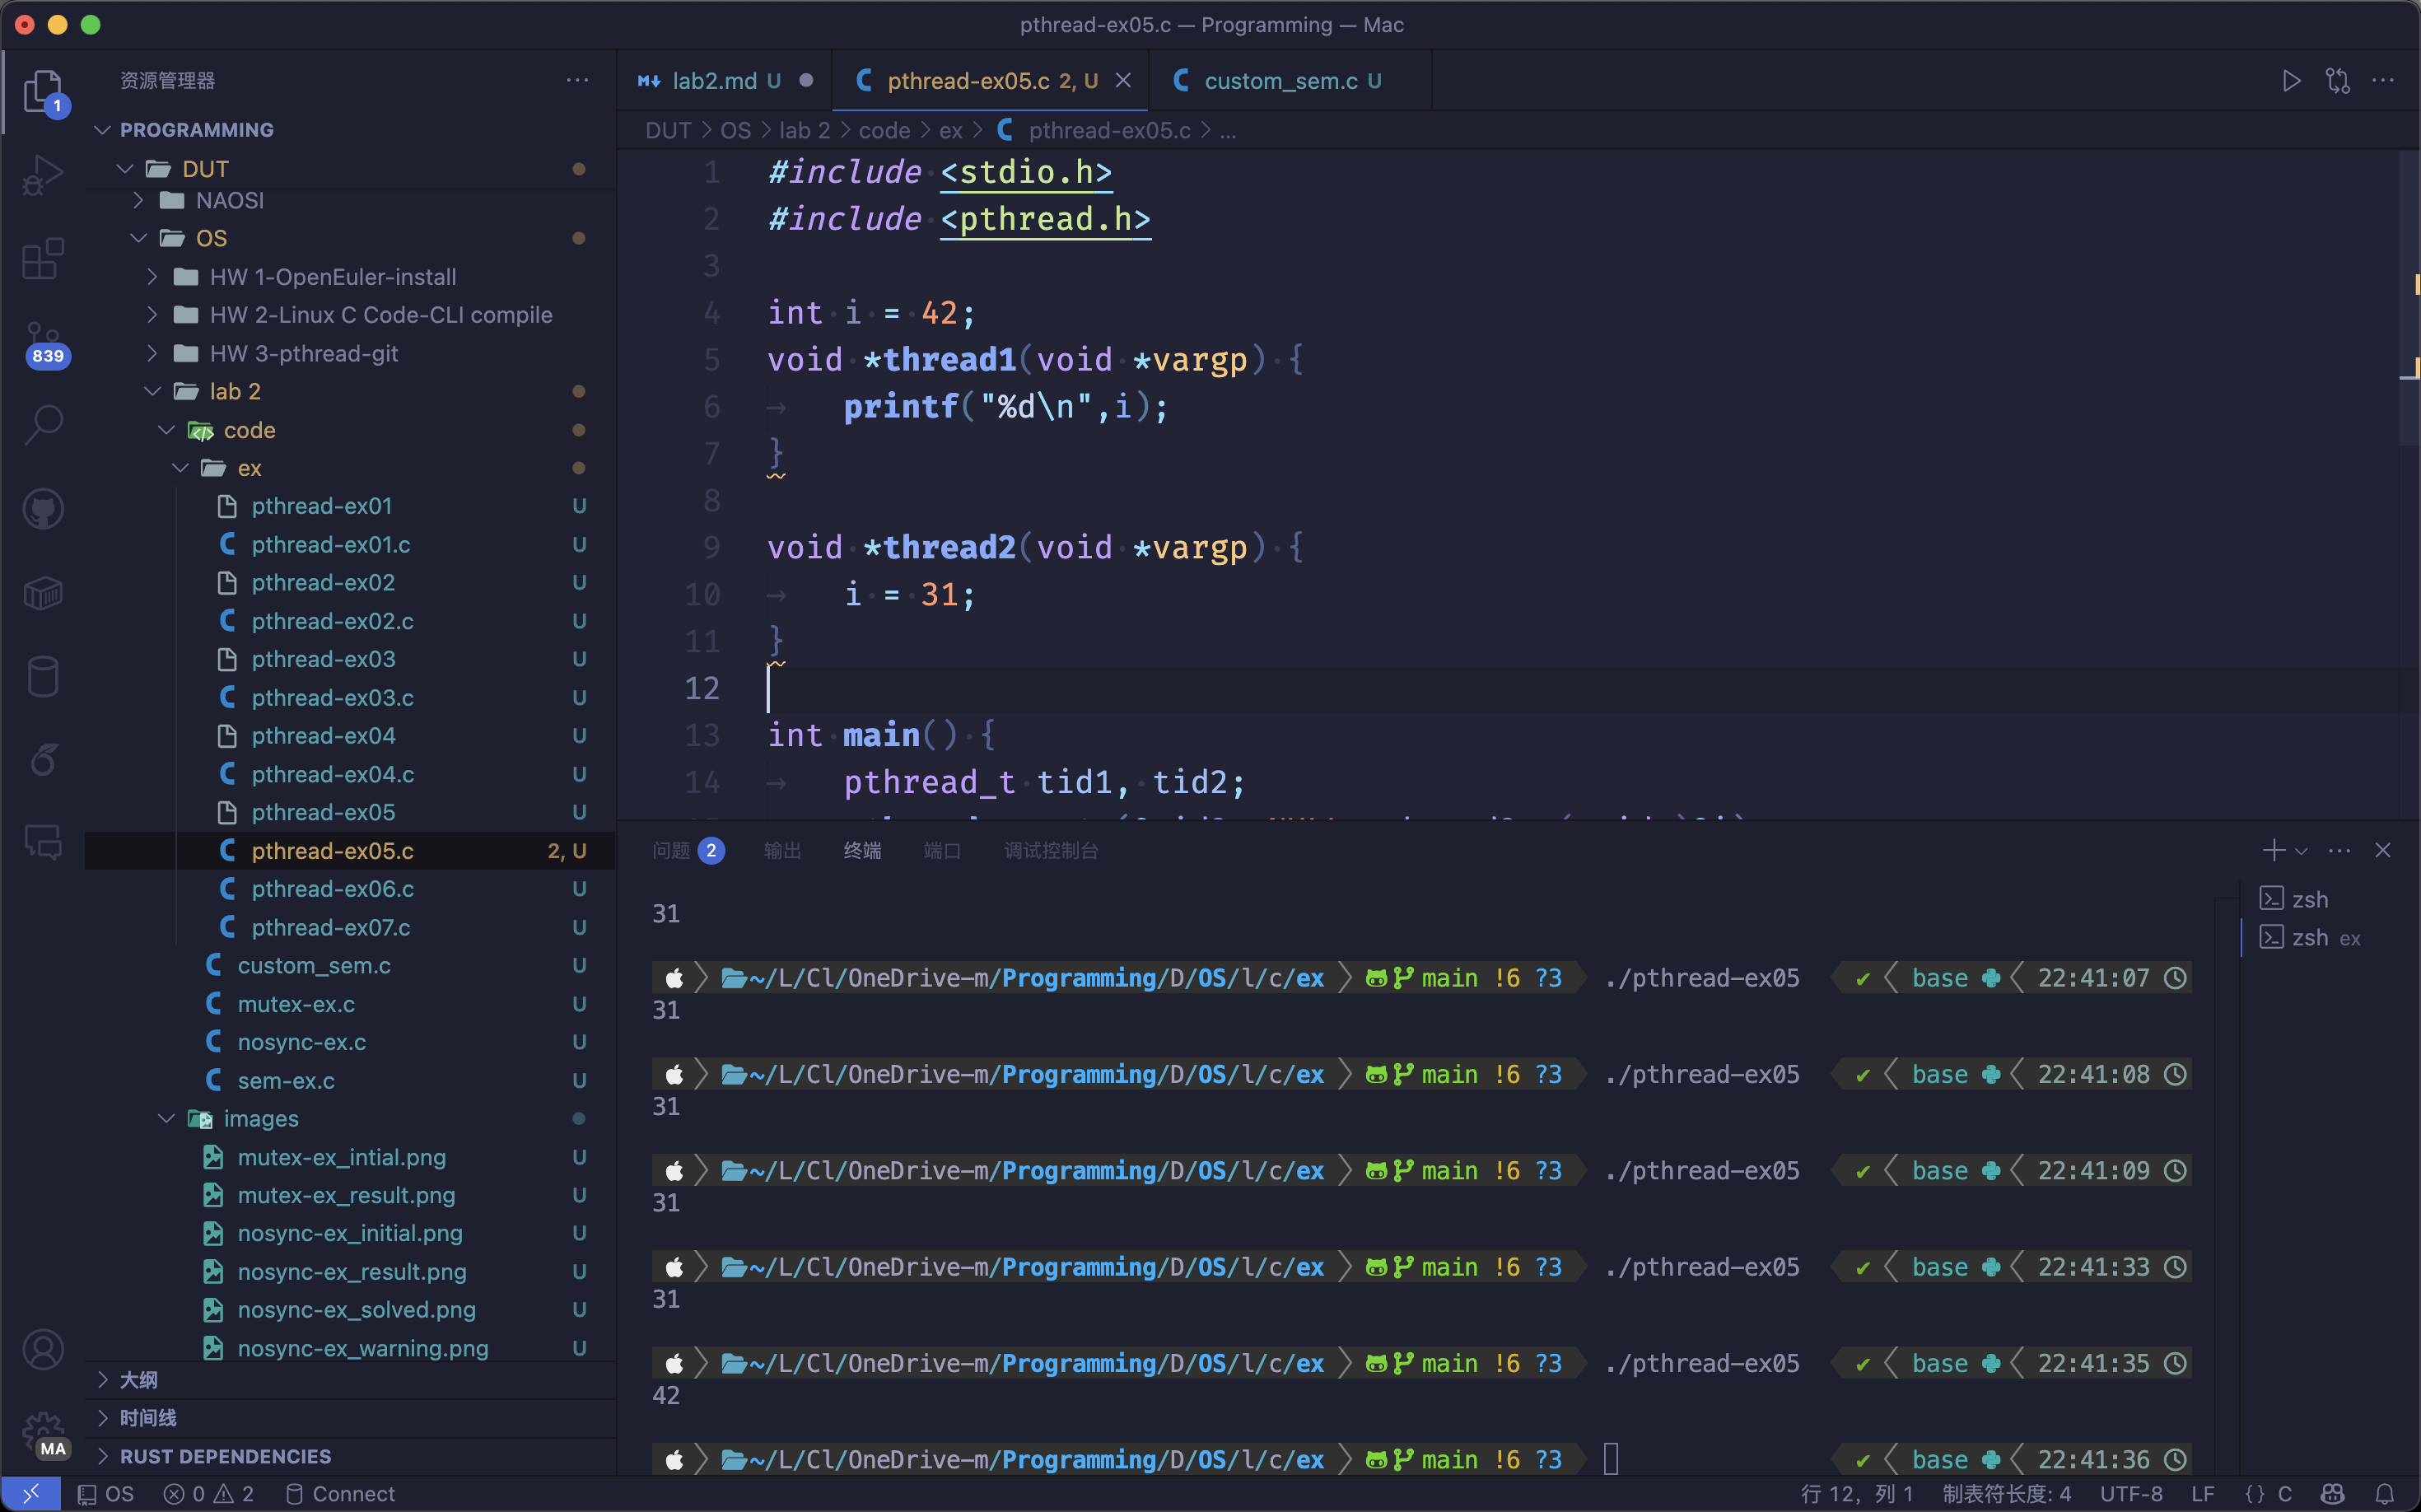 pthread-ex05.c — Programming — Mac
资源管理器
PROGRAMMING
DUT
NAOSI
OS
HW 1-OpenEuler-install
HW 2-Linux C Code-CLI compile
HW 3-pthread-git
lab 2
code
ex
pthread-ex01 U
pthread-ex01.c U
pthread-ex02 U
pthread-ex02.c U
pthread-ex03 U
pthread-ex03.c U
pthread-ex04 U
pthread-ex04.c U
pthread-ex05 U
pthread-ex05.c 2, U
pthread-ex06.c U
pthread-ex07.c U
custom_sem.c U
mutex-ex.c U
nosync-ex.c U
sem-ex.c U
images
mutex-ex_intial.png U
mutex-ex_result.png U
nosync-ex_initial.png U
nosync-ex_result.png U
nosync-ex_solved.png U
nosync-ex_warning.png U
大纲
时间线
RUST DEPENDENCIES
1
839
MA
lab2.md U
pthread-ex05.c 2, U
custom_sem.c U
DUT > OS > lab 2 > code > ex > pthread-ex05.c > ...
1 #include <stdio.h>
2 #include <pthread.h>
3
4 int i = 42;
5 void *thread1(void *vargp) {
6 printf("%d\n",i);
7 }
8
9 void *thread2(void *vargp) {
10 i = 31;
11 }
12
13 int main() {
14 pthread_t tid1, tid2;
问题 2 输出 终端 端口 调试控制台
zsh
zsh ex
31
~/L/Cl/OneDrive-m/Programming/D/OS/l/c/ex main !6 ?3 ./pthread-ex05 ✔ base 22:41:07
31
~/L/Cl/OneDrive-m/Programming/D/OS/l/c/ex main !6 ?3 ./pthread-ex05 ✔ base 22:41:08
31
~/L/Cl/OneDrive-m/Programming/D/OS/l/c/ex main !6 ?3 ./pthread-ex05 ✔ base 22:41:09
31
~/L/Cl/OneDrive-m/Programming/D/OS/l/c/ex main !6 ?3 ./pthread-ex05 ✔ base 22:41:33
31
~/L/Cl/OneDrive-m/Programming/D/OS/l/c/ex main !6 ?3 ./pthread-ex05 ✔ base 22:41:35
42
~/L/Cl/OneDrive-m/Programming/D/OS/l/c/ex main !6 ?3 ✔ base 22:41:36
OS 0 2 Connect 行 12，列 1 制表符长度: 4 UTF-8 LF {} C